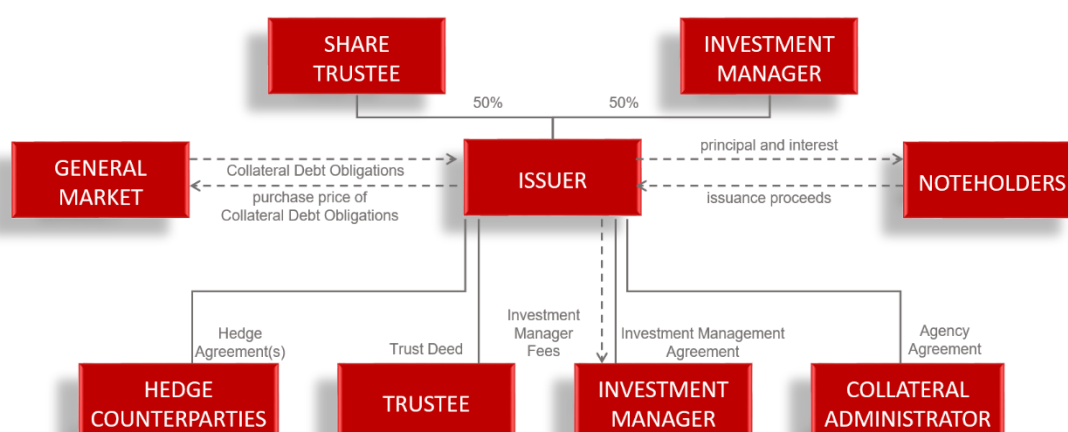 SHARE
TRUSTEE
INVESTMENT
MANAGER
50%
50%
GENERAL
MARKET
Collateral Debt Obligations
purchase price of
Collateral Debt Obligations
ISSUER
principal and interest
issuance proceeds
NOTEHOLDERS
Hedge
Agreement(s)
Trust Deed
Investment
Manager
Fees
Investment Management
Agreement
Agency
Agreement
HEDGE
COUNTERPARTIES
TRUSTEE
INVESTMENT
MANAGER
COLLATERAL
ADMINISTRATOR